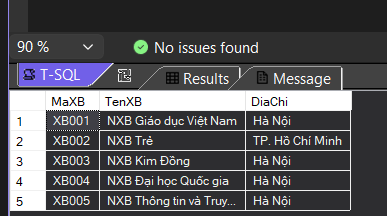 90 %
No issues found
T-SQL
Results
Message
MaXB TenXB DiaChi
1 XB001 NXB Giáo dục Việt Nam Hà Nội
2 XB002 NXB Trẻ TP. Hồ Chí Minh
3 XB003 NXB Kim Đồng Hà Nội
4 XB004 NXB Đại học Quốc gia Hà Nội
5 XB005 NXB Thông tin và Truy... Hà Nội